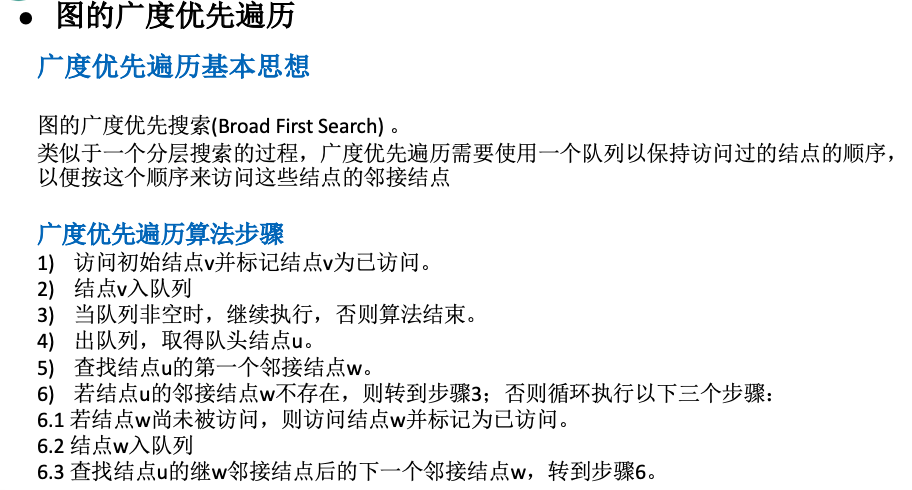 ● 图的广度优先遍历
广度优先遍历基本思想
图的广度优先搜索(Broad First Search) 。
类似于一个分层搜索的过程，广度优先遍历需要使用一个队列以保持访问过的结点的顺序，
以便按这个顺序来访问这些结点的邻接结点
广度优先遍历算法步骤
1) 访问初始结点v并标记结点v为已访问。
2) 结点v入队列
3) 当队列非空时，继续执行，否则算法结束。
4) 出队列，取得队头结点u。
5) 查找结点u的第一个邻接结点w。
6) 若结点u的邻接结点w不存在，则转到步骤3；否则循环执行以下三个步骤：
6.1 若结点w尚未被访问，则访问结点w并标记为已访问。
6.2 结点w入队列
6.3 查找结点u的继w邻接结点后的下一个邻接结点w，转到步骤6。